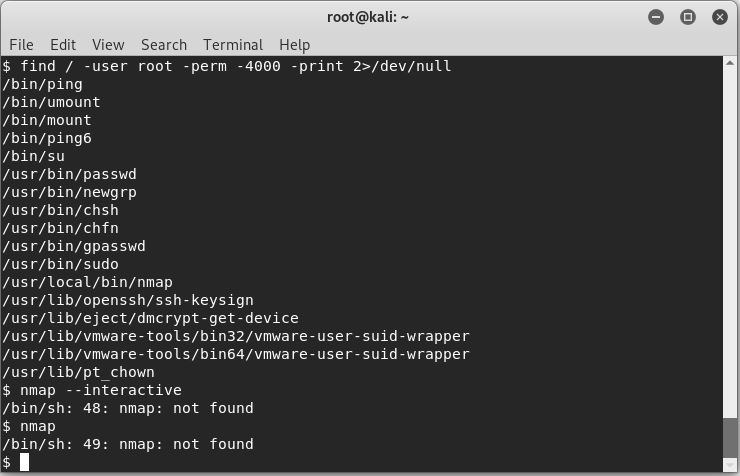 root@kali: ~
File Edit View Search Terminal Help
$ find / -user root -perm -4000 -print 2>/dev/null
/bin/ping
/bin/umount
/bin/mount
/bin/ping6
/bin/su
/usr/bin/passwd
/usr/bin/newgrp
/usr/bin/chsh
/usr/bin/chfn
/usr/bin/gpasswd
/usr/bin/sudo
/usr/local/bin/nmap
/usr/lib/openssh/ssh-keysign
/usr/lib/eject/dmcrypt-get-device
/usr/lib/vmware-tools/bin32/vmware-user-suid-wrapper
/usr/lib/vmware-tools/bin64/vmware-user-suid-wrapper
/usr/lib/pt_chown
$ nmap --interactive
/bin/sh: 48: nmap: not found
$ nmap
/bin/sh: 49: nmap: not found
$